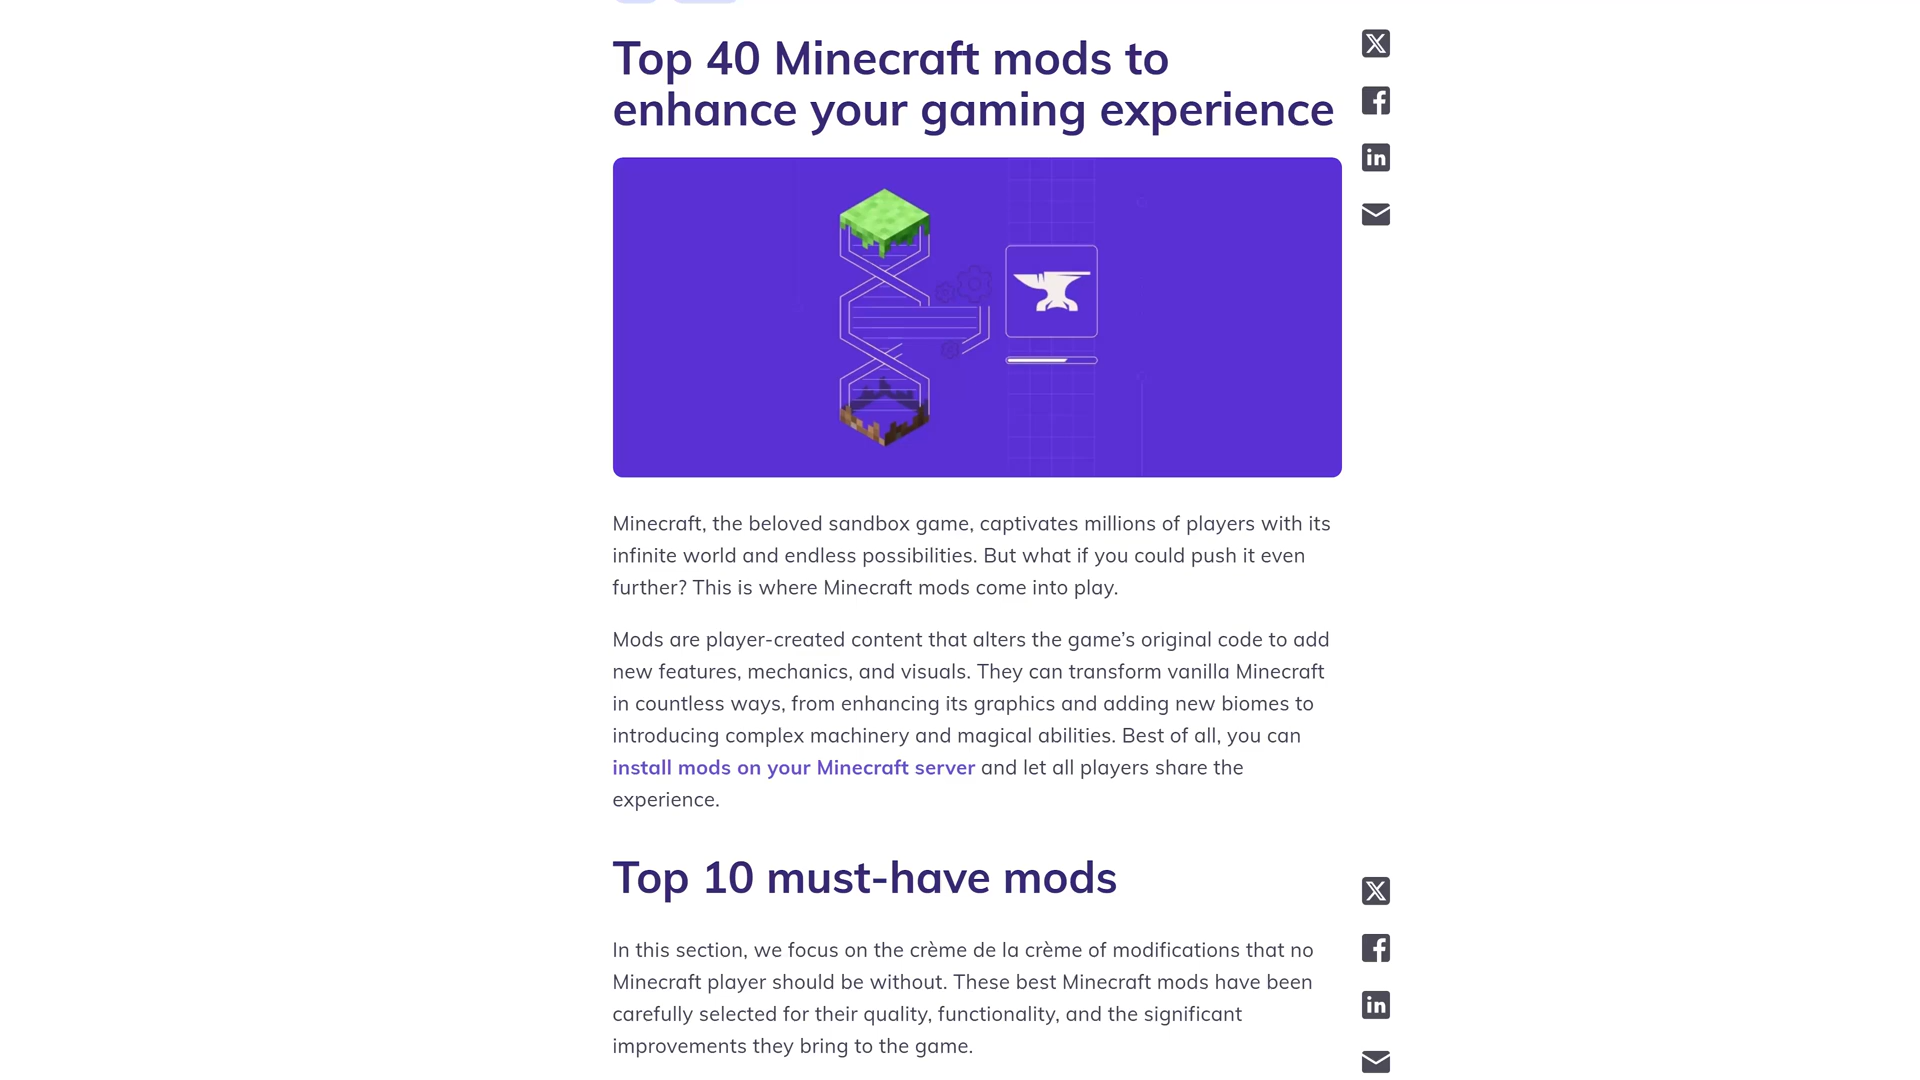 Top 40 Minecraft mods to
enhance your gaming experience
Minecraft, the beloved sandbox game, captivates millions of players with its
infinite world and endless possibilities. But what if you could push it even
further? This is where Minecraft mods come into play.
Mods are player-created content that alters the game’s original code to add
new features, mechanics, and visuals. They can transform vanilla Minecraft
in countless ways, from enhancing its graphics and adding new biomes to
introducing complex machinery and magical abilities. Best of all, you can
install mods on your Minecraft server and let all players share the
experience.
Top 10 must-have mods
In this section, we focus on the crème de la crème of modifications that no
Minecraft player should be without. These best Minecraft mods have been
carefully selected for their quality, functionality, and the significant
improvements they bring to the game.